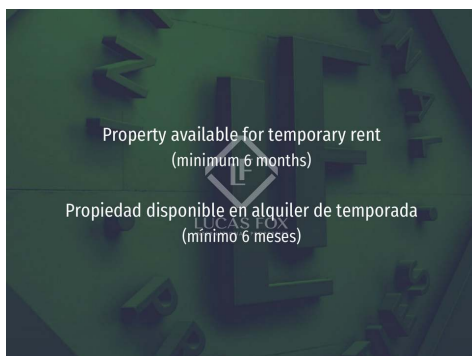 Property available for temporary rent
(minimum 6 months)
LF
Propiedad disponible en alquiler de temporada
LUCAS FOX
(mínimo 6 meses)